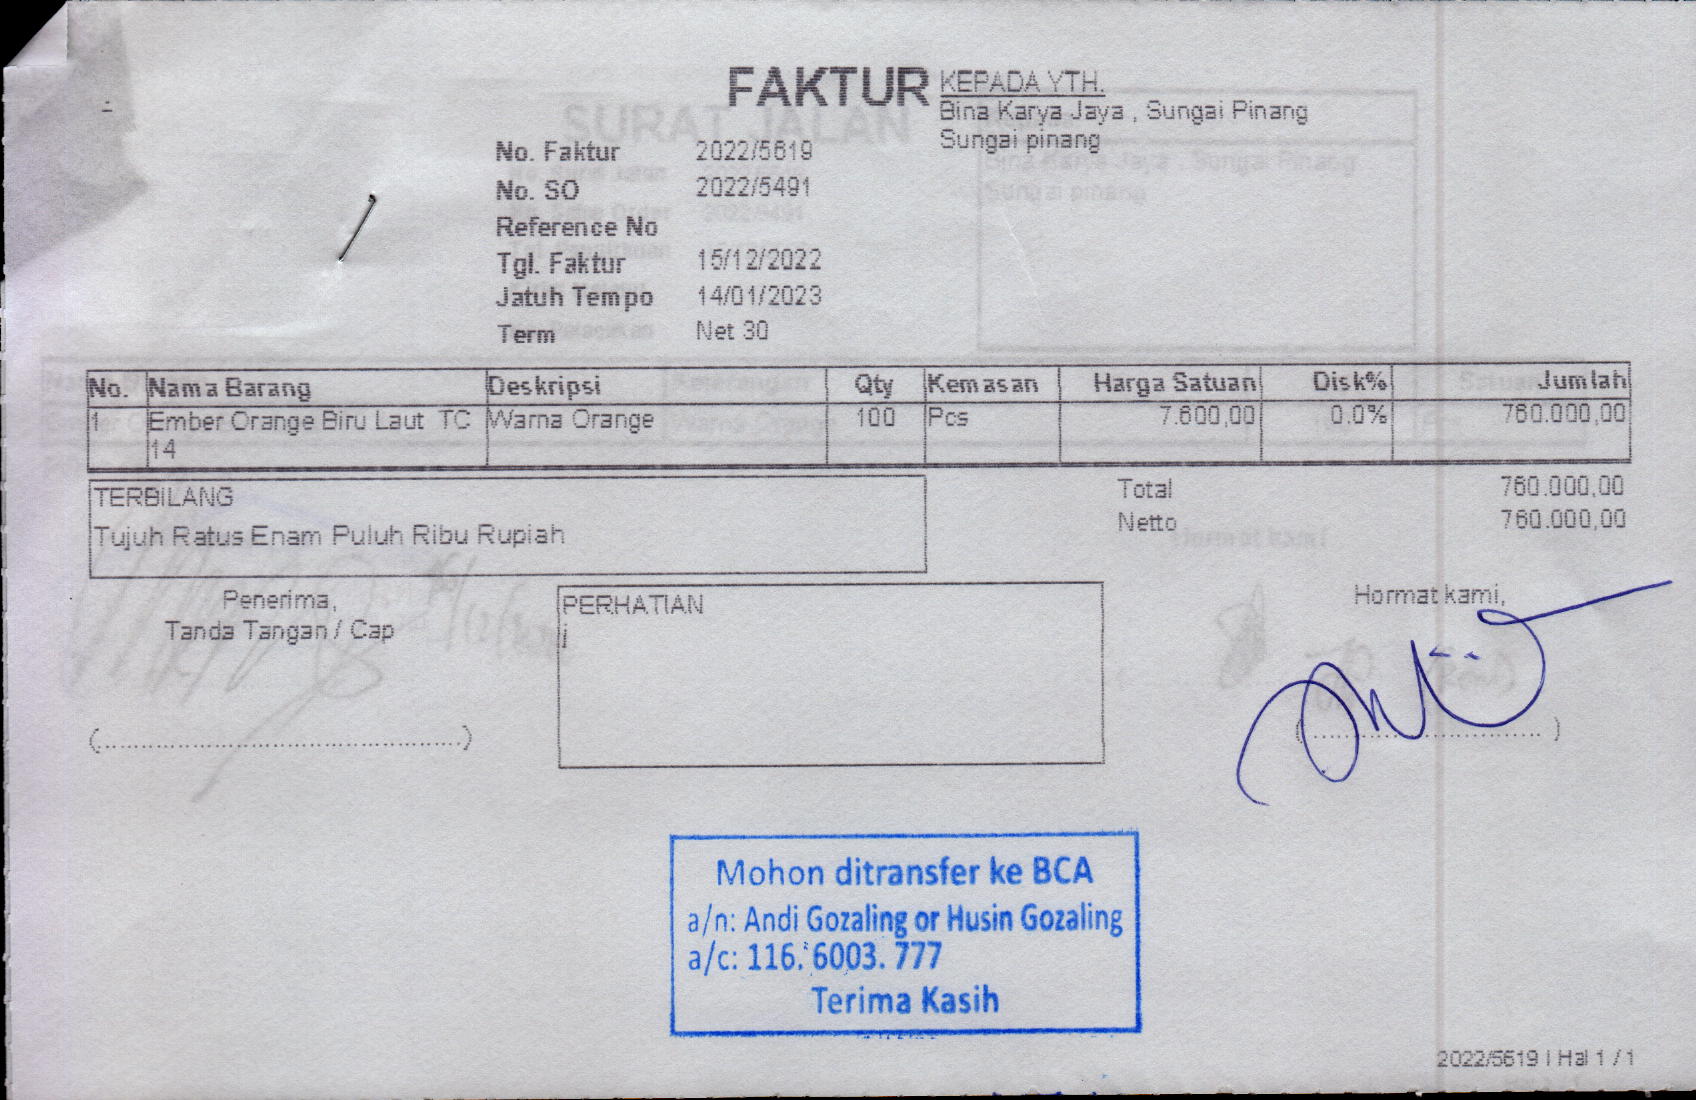 FAKTUR
KEPADA YTH.
Bina Karya Jaya , Sungai Pinang
Sungai pinang
No. Faktur 2022/5619
No. SO 2022/5491
Reference No
Tgl. Faktur 15/12/2022
Jatuh Tempo 14/01/2023
Term Net 30
No. Nama Barang Deskripsi Qty Kemasan Harga Satuan Disk% Jumlah
1 Ember Orange Biru Laut TC Warna Orange 100 Pcs 7.600,00 0.0% 760.000,00
14
TERBILANG
Tujuh Ratus Enam Puluh Ribu Rupiah
Total 760.000,00
Netto 760.000,00
Penerima,
Tanda Tangan / Cap
(................................................)
PERHATIAN
j
Hormat kami,
(................................)
Mohon ditransfer ke BCA
a/n: Andi Gozaling or Husin Gozaling
a/c: 116. 6003. 777
Terima Kasih
2022/5619 | Hal 1 / 1